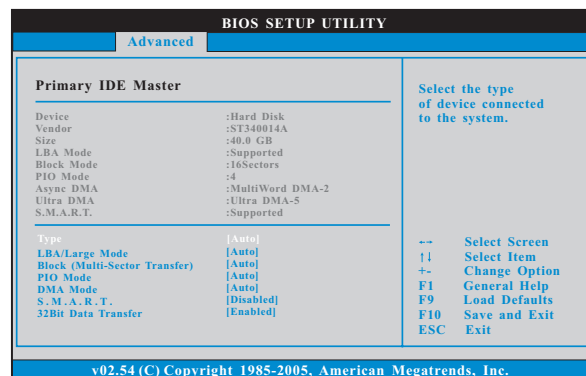 BIOS SETUP UTILITY
Advanced
Primary IDE Master
Device :Hard Disk
Vendor :ST340014A
Size :40.0 GB
LBA Mode :Supported
Block Mode :16Sectors
PIO Mode :4
Async DMA :MultiWord DMA-2
Ultra DMA :Ultra DMA-5
S.M.A.R.T. :Supported
Type [Auto]
LBA/Large Mode [Auto]
Block (Multi-Sector Transfer) [Auto]
PIO Mode [Auto]
DMA Mode [Auto]
S.M.A.R.T. [Disabled]
32Bit Data Transfer [Enabled]
Select the type
of device connected
to the system.
←→ Select Screen
↑↓ Select Item
+- Change Option
F1 General Help
F9 Load Defaults
F10 Save and Exit
ESC Exit
v02.54 (C) Copyright 1985-2005, American Megatrends, Inc.